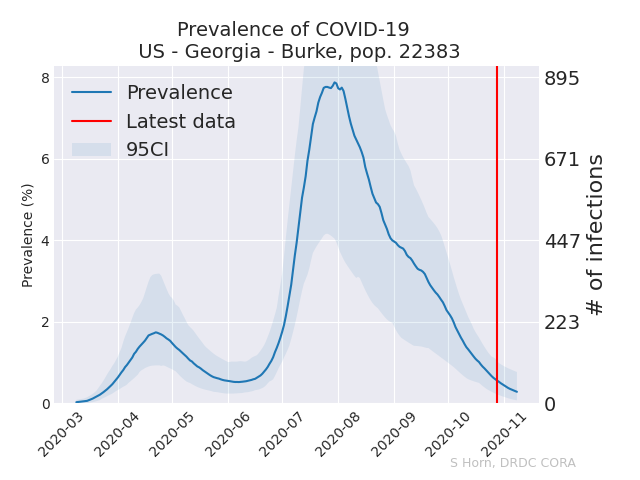 Prevalence of COVID-19
US - Georgia - Burke, pop. 22383
Prevalence
Latest data
95CI
Prevalence (%)
8
6
4
2
0
895
671
447
223
0
# of infections
2020-03
2020-04
2020-05
2020-06
2020-07
2020-08
2020-09
2020-10
2020-11
S Horn, DRDC CORA